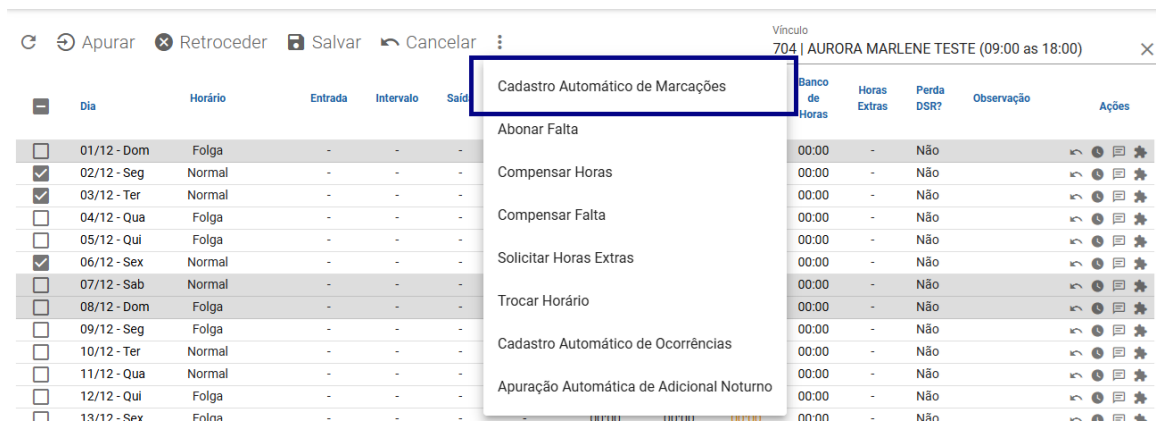 Apurar Retroceder Salvar Cancelar
Vínculo
704 | AURORA MARLENE TESTE (09:00 as 18:00)
Dia Horário Entrada Intervalo Banco de Horas Horas Extras Perda DSR? Observação Ações
Cadastro Automático de Marcações
Abonar Falta
Compensar Horas
Compensar Falta
Solicitar Horas Extras
Trocar Horário
Cadastro Automático de Ocorrências
Apuração Automática de Adicional Noturno
01/12 - Dom Folga - - - 00:00 - Não
02/12 - Seg Normal - - - 00:00 - Não
03/12 - Ter Normal - - - 00:00 - Não
04/12 - Qua Folga - - - 00:00 - Não
05/12 - Qui Folga - - - 00:00 - Não
06/12 - Sex Normal - - - 00:00 - Não
07/12 - Sab Normal - - - 00:00 - Não
08/12 - Dom Folga - - - 00:00 - Não
09/12 - Seg Folga - - - 00:00 - Não
10/12 - Ter Normal - - - 00:00 - Não
11/12 - Qua Normal - - - 00:00 - Não
12/12 - Qui Folga - - - 00:00 - Não
13/12 - Sex Folga - - - - 00:00 00:00 00:00 00:00 - Não